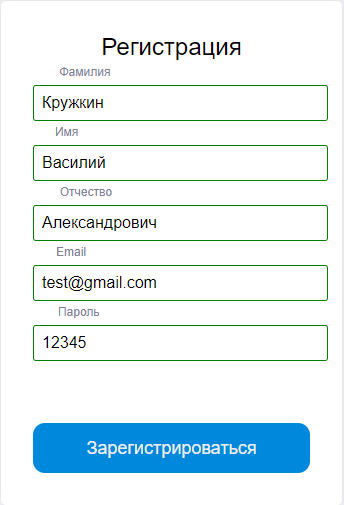 Регистрация
Фамилия
Кружкин
Имя
Василий
Отчество
Александрович
Email
test@gmail.com
Пароль
12345
Зарегистрироваться